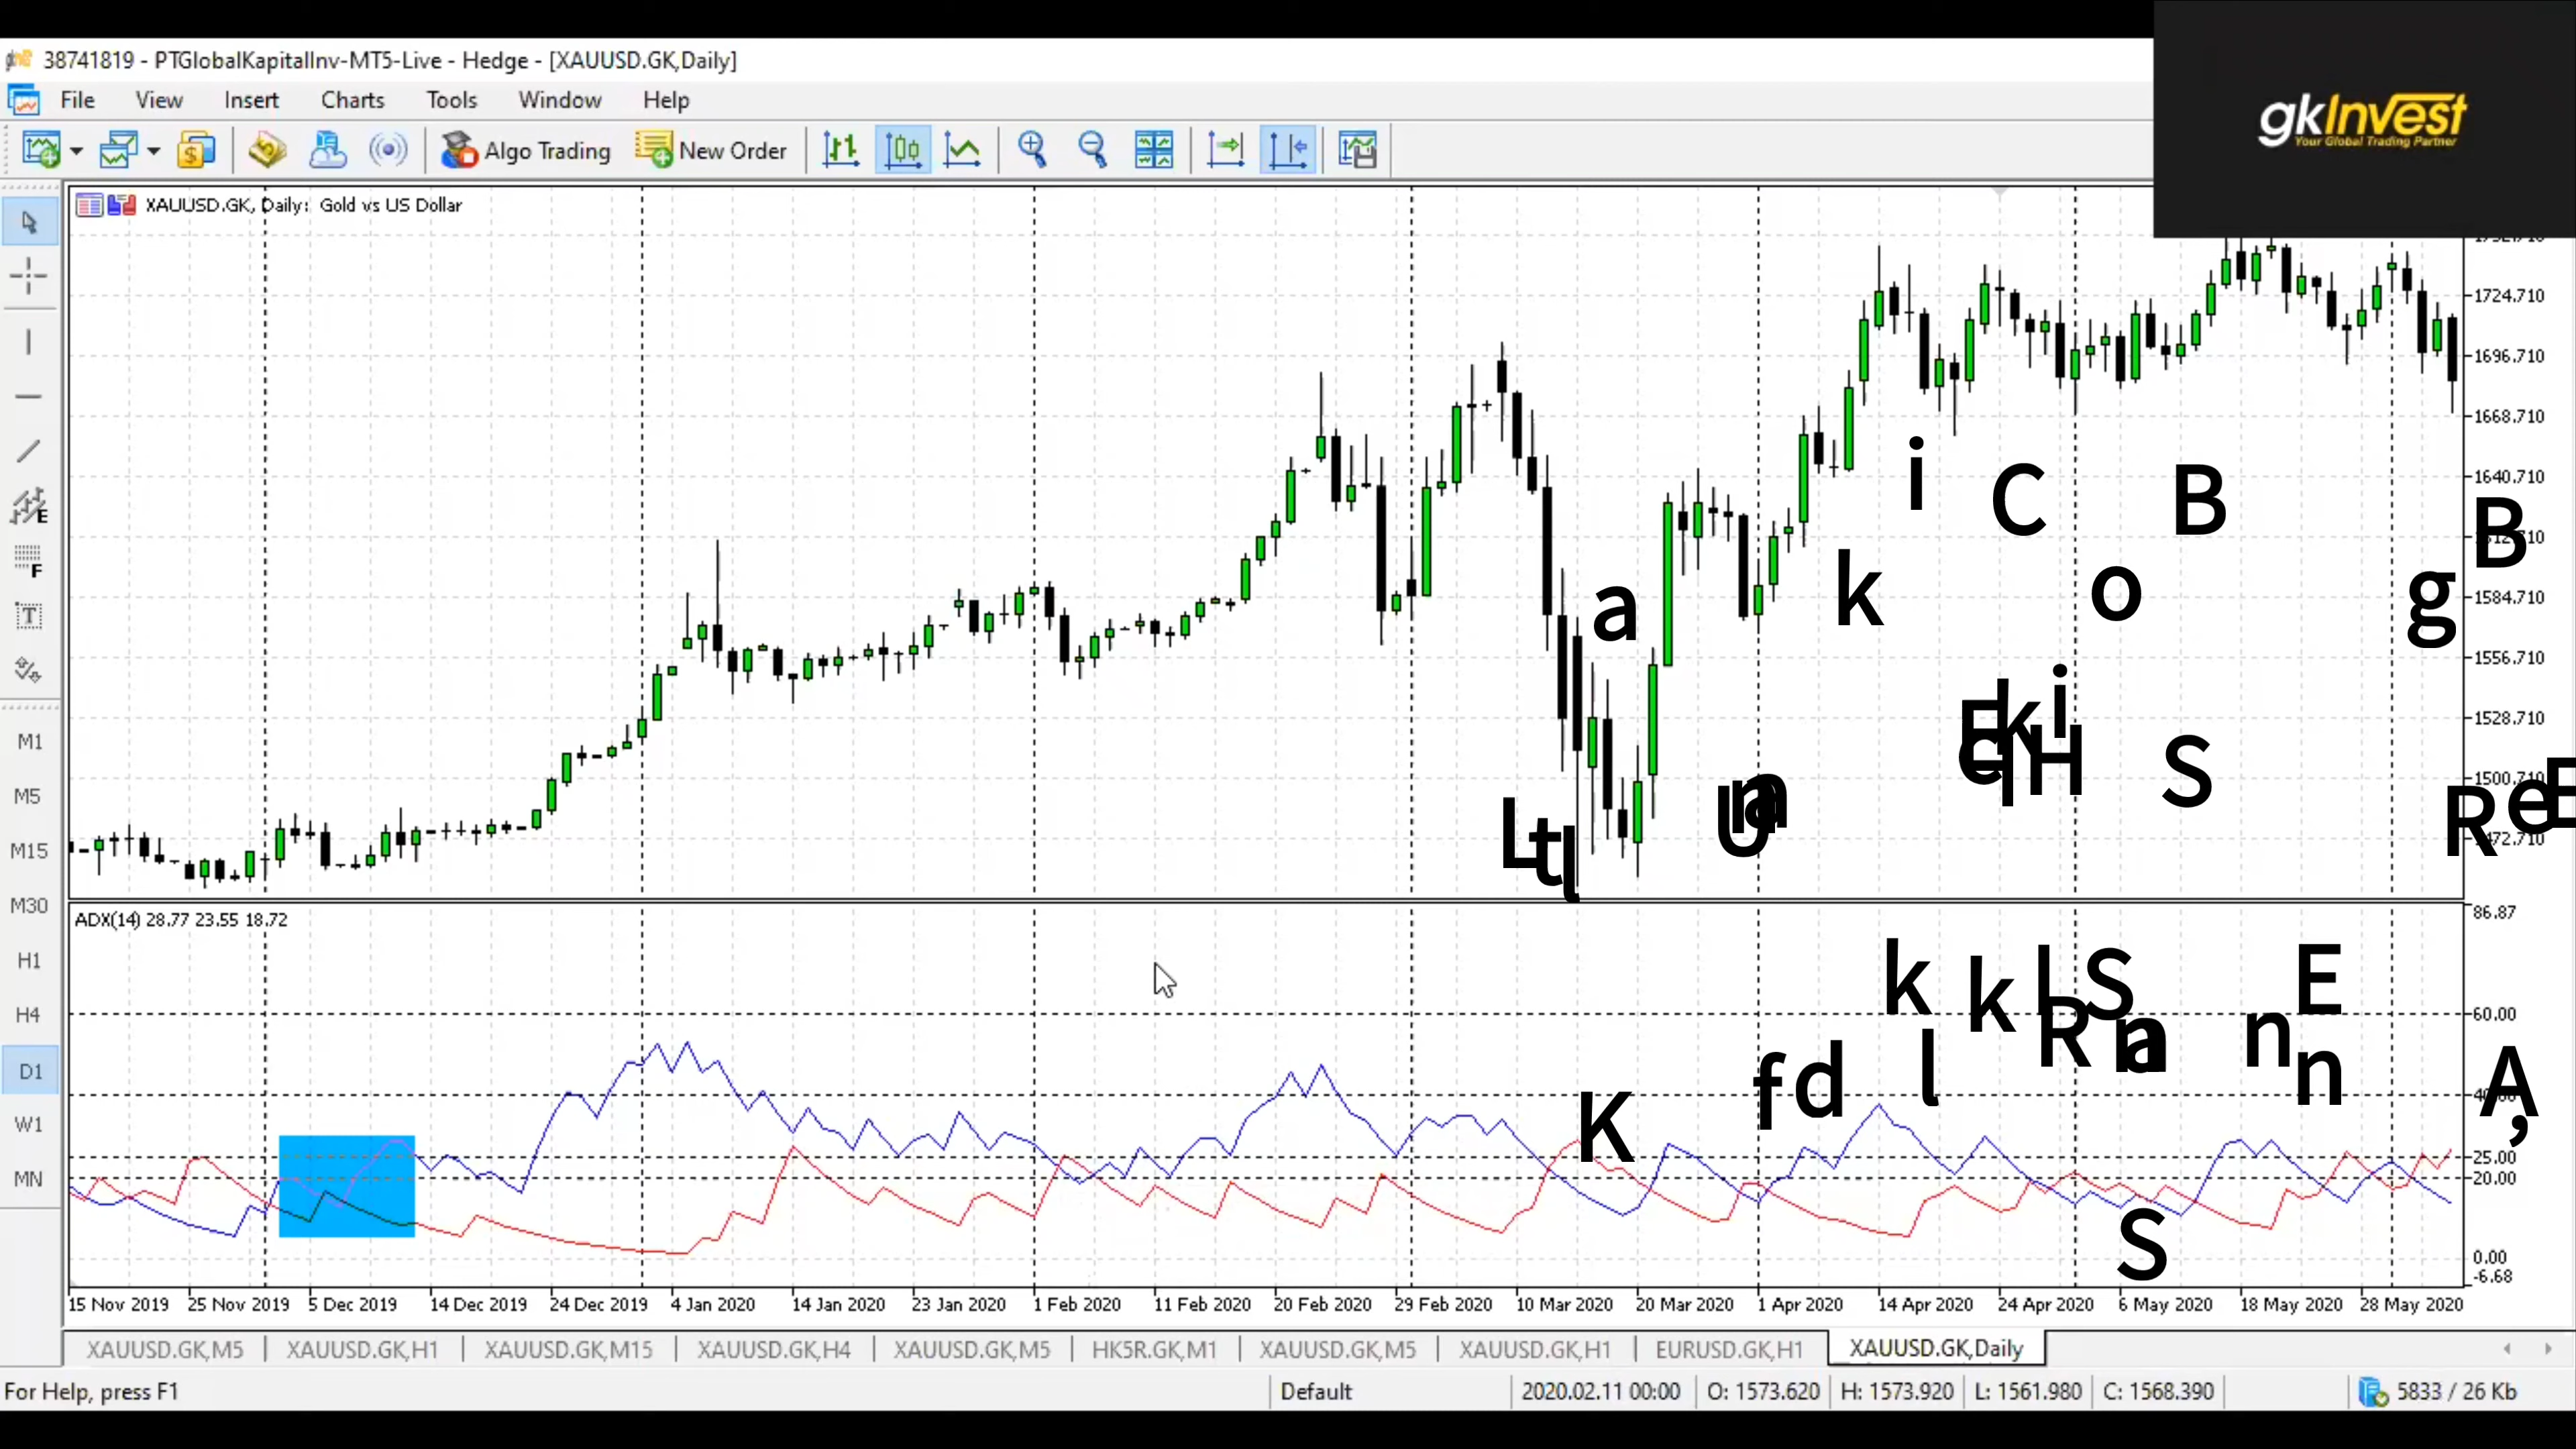 38741819 - PTGlobalKapitalInv-MT5-Live - Hedge - [XAUUSD.GK,Daily]
gkInvest
Your Global Trading Partner
File View Insert Charts Tools Window Help
Algo Trading New Order
XAUUSD.GK, Daily: Gold vs US Dollar
1724.710
1696.710
1668.710
1640.710
1584.710
1556.710
1528.710
1500.710
M1
M5
M15
M30
H1
H4
D1
W1
MN
ADX(14) 28.77 23.55 18.72
86.87
60.00
25.00
20.00
0.00
-6.68
15 Nov 2019 25 Nov 2019 5 Dec 2019 14 Dec 2019 24 Dec 2019 4 Jan 2020 14 Jan 2020 23 Jan 2020 1 Feb 2020 11 Feb 2020 20 Feb 2020 29 Feb 2020 10 Mar 2020 20 Mar 2020 1 Apr 2020 14 Apr 2020 24 Apr 2020 6 May 2020 18 May 2020 28 May 2020
XAUUSD.GK,M5 XAUUSD.GK,H1 XAUUSD.GK,M15 XAUUSD.GK,H4 XAUUSD.GK,M5 HK5R.GK,M1 XAUUSD.GK,M5 XAUUSD.GK,H1 EURUSD.GK,H1 XAUUSD.GK,Daily
For Help, press F1 Default 2020.02.11 00:00 O: 1573.620 H: 1573.920 L: 1561.980 C: 1568.390 5833 / 26 Kb